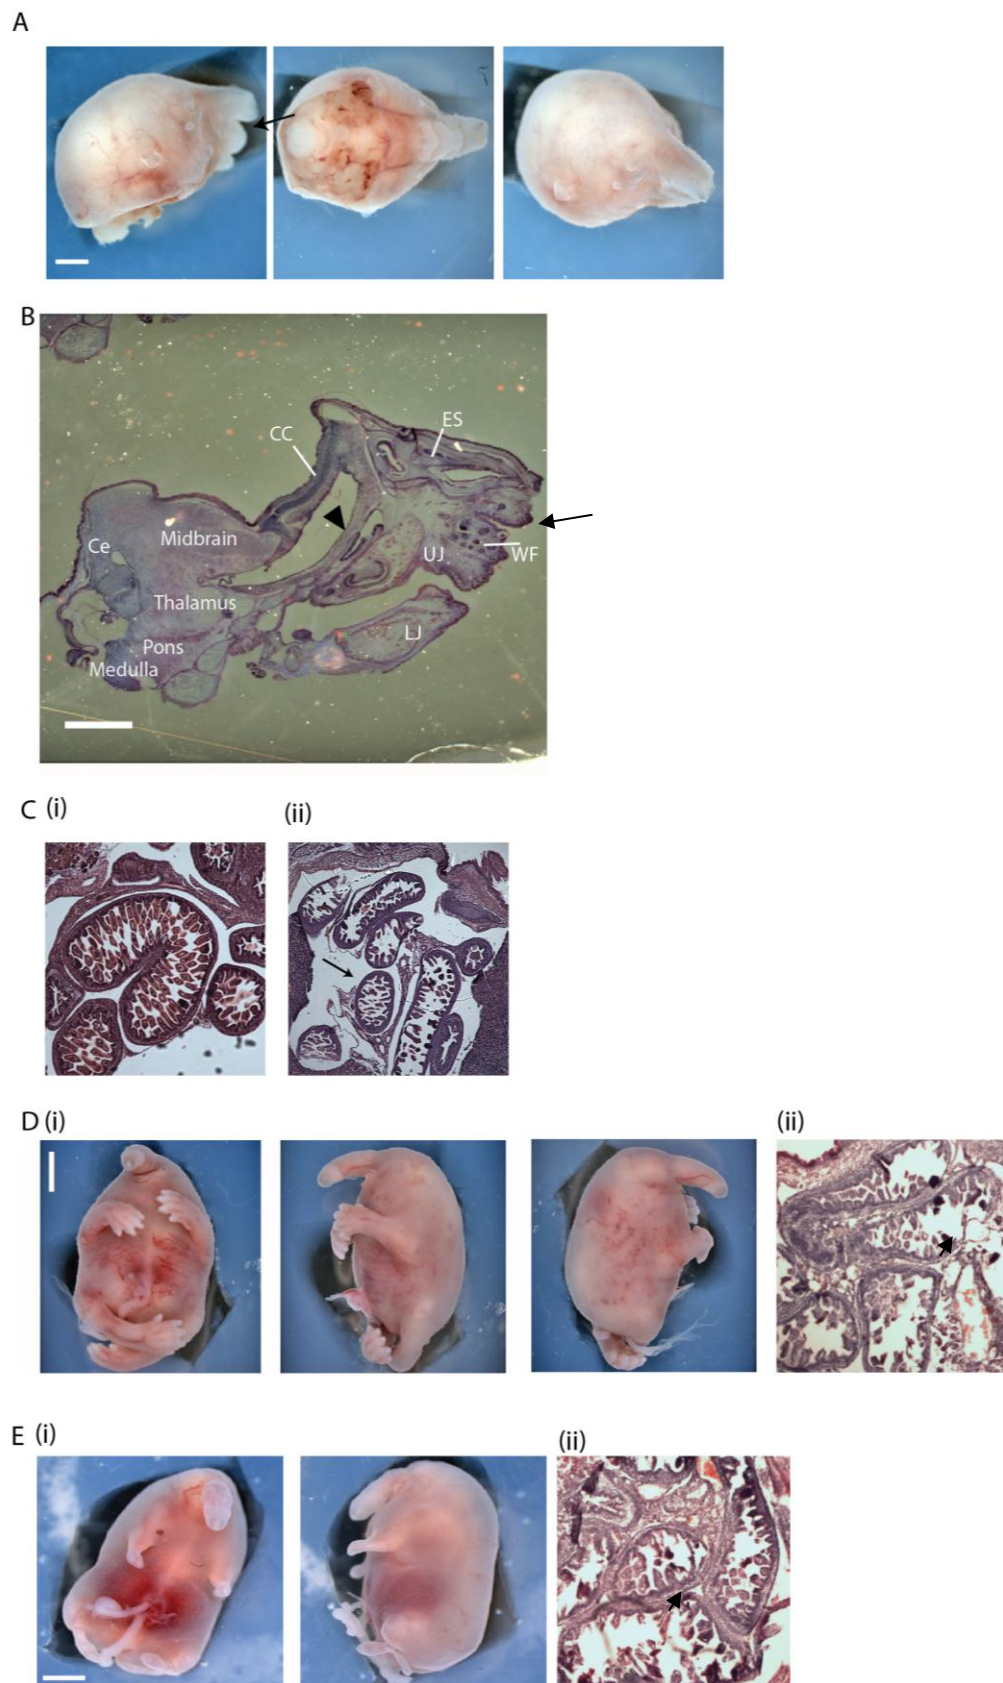 A
B
ES
CC
Midbrain
Ce
UJ
WF
Thalamus
LJ
Pons
Medulla
C (i)
(ii)
D (i)
(ii)
E (i)
(ii)